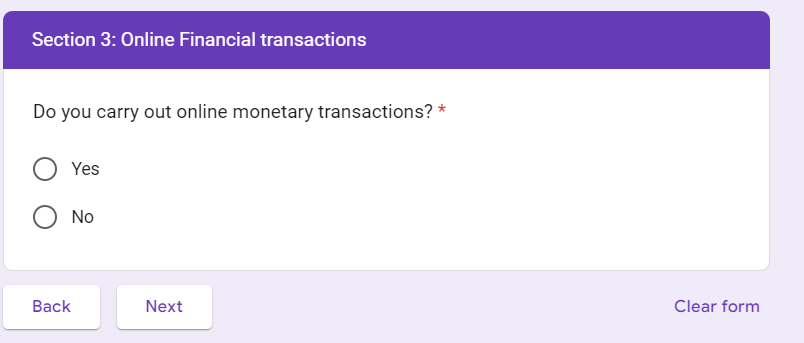 Section 3: Online Financial transactions
Do you carry out online monetary transactions? *
Yes
No
Back Next Clear form